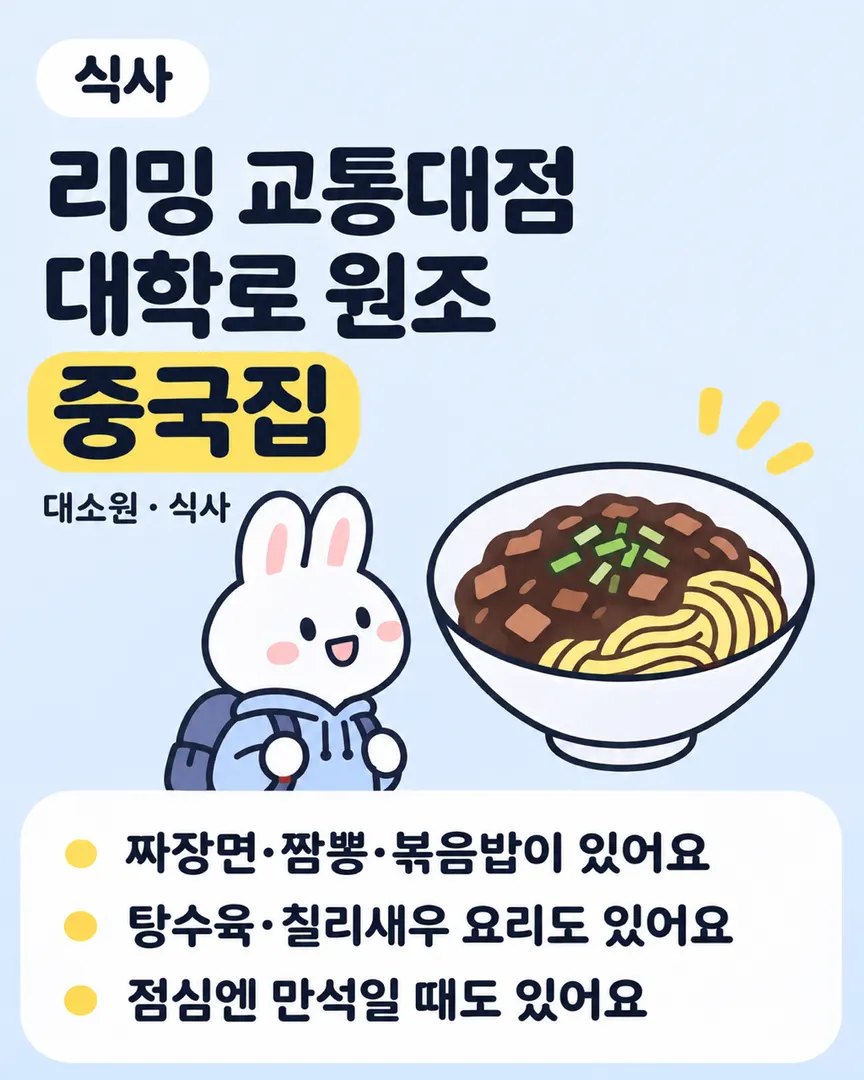 식사
리밍 교통대점
대학로 원조
중국집
대소원 · 식사
짜장면·짬뽕·볶음밥이 있어요
탕수육·칠리새우 요리도 있어요
점심엔 만석일 때도 있어요